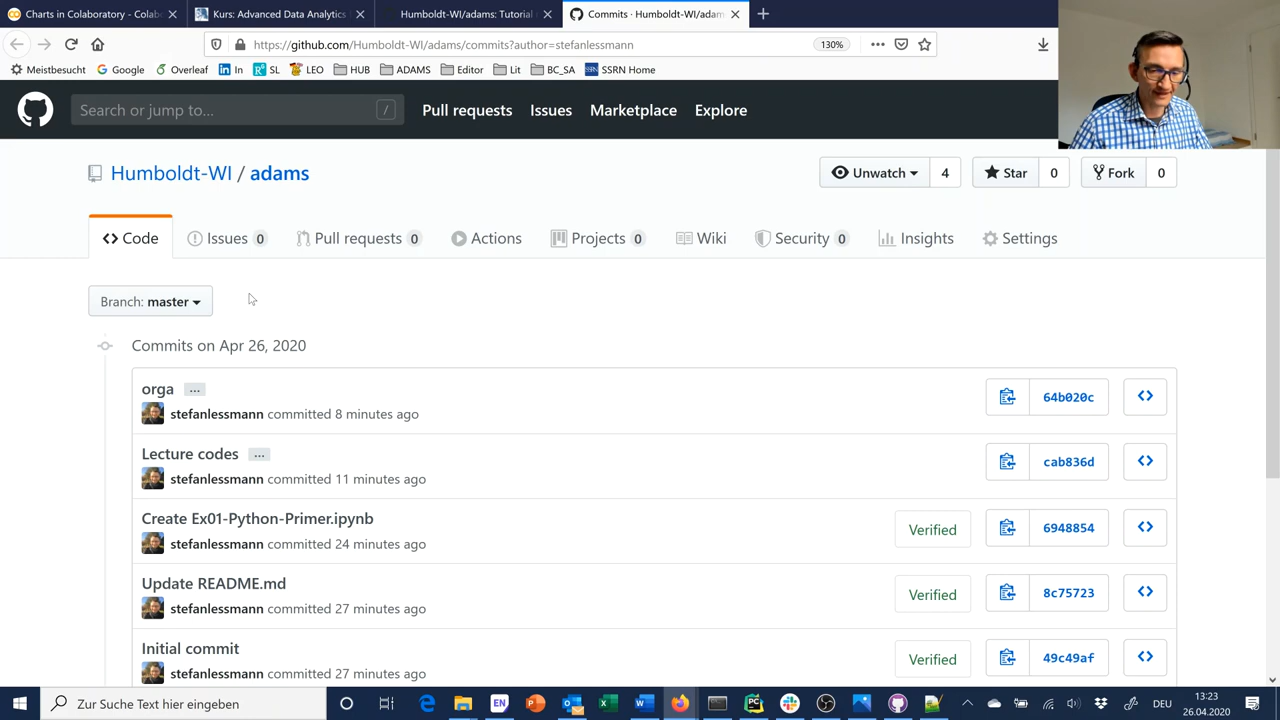 Charts in Colaboratory - Colab
Kurs: Advanced Data Analytics
Humboldt-WI/adams: Tutorial
Commits · Humboldt-WI/adam
https://github.com/Humboldt-WI/adams/commits?author=stefanlessmann
130%
Meistbesucht
Google
Overleaf
in In
R^G SL
LEO
HUB
ADAMS
Editor
Lit
BC_SA
SSRN Home
Search or jump to...
/
Pull requests
Issues
Marketplace
Explore
Humboldt-WI / adams
Unwatch 4
Star 0
Fork 0
<> Code
Issues 0
Pull requests 0
Actions
Projects 0
Wiki
Security 0
Insights
Settings
Branch: master
Commits on Apr 26, 2020
orga ...
stefanlessmann committed 8 minutes ago
64b020c
<>
Lecture codes ...
stefanlessmann committed 11 minutes ago
cab836d
<>
Create Ex01-Python-Primer.ipynb
stefanlessmann committed 24 minutes ago
Verified
6948854
<>
Update README.md
stefanlessmann committed 27 minutes ago
Verified
8c75723
<>
Initial commit
stefanlessmann committed 27 minutes ago
Verified
49c49af
<>
Zur Suche Text hier eingeben
EN
DEU
13:23
26.04.2020